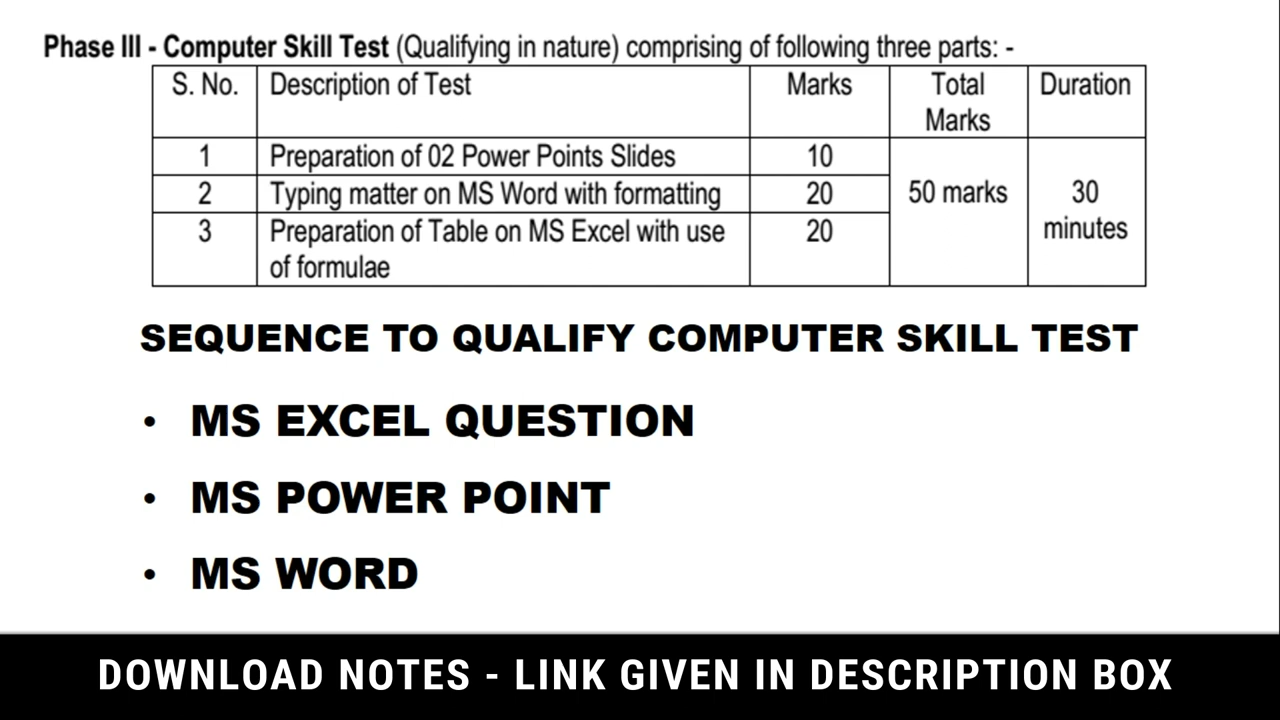 Phase III - Computer Skill Test (Qualifying in nature) comprising of following three parts: -
S. No. Description of Test Marks Total Marks Duration
1 Preparation of 02 Power Points Slides 10 50 marks 30 minutes
2 Typing matter on MS Word with formatting 20
3 Preparation of Table on MS Excel with use 20
of formulae
SEQUENCE TO QUALIFY COMPUTER SKILL TEST
• MS EXCEL QUESTION
• MS POWER POINT
• MS WORD
DOWNLOAD NOTES - LINK GIVEN IN DESCRIPTION BOX